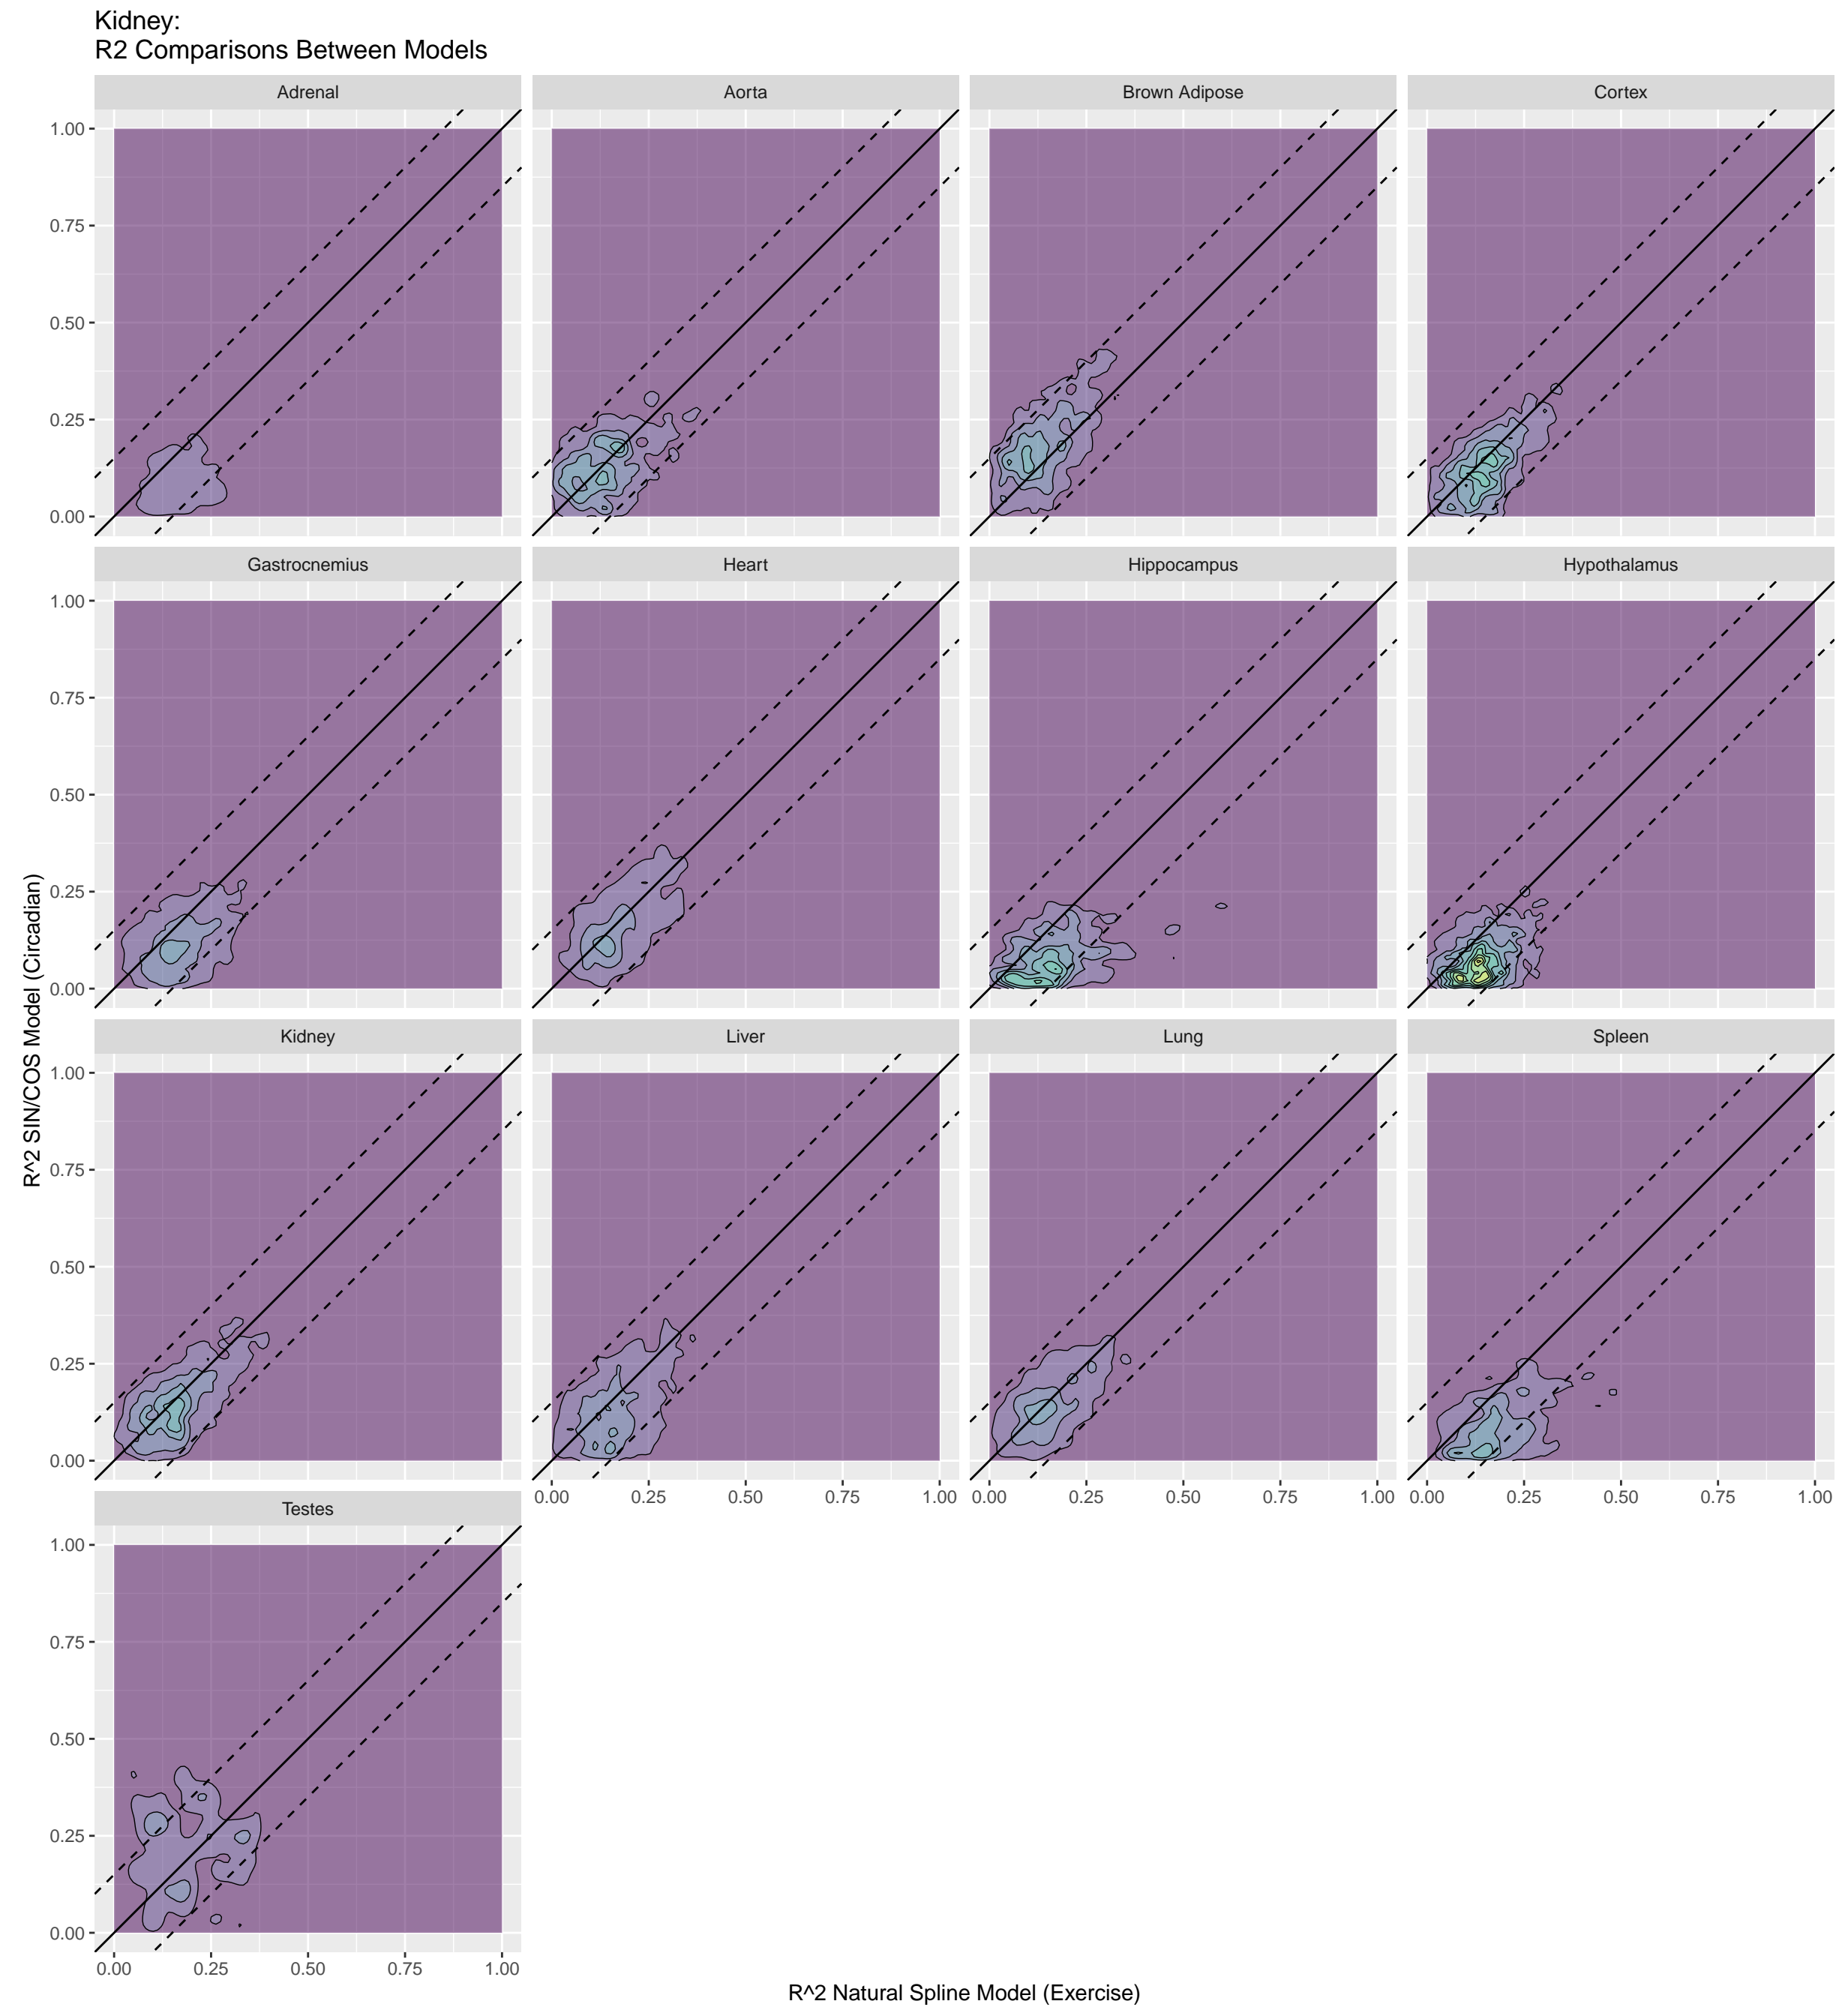 Kidney:
R2 Comparisons Between Models
Adrenal
Aorta
Brown Adipose
Cortex
1.00
0.75
0.50
0.25
0.00
Gastrocnemius
Heart
Hippocampus
Hypothalamus
1.00
0.75
0.50
0.25
0.00
R^2 SIN/COS Model (Circadian)
Kidney
Liver
Lung
Spleen
1.00
0.75
0.50
0.25
0.00
0.00 0.25 0.50 0.75 1.00
0.00 0.25 0.50 0.75 1.00
0.00 0.25 0.50 0.75 1.00
Testes
1.00
0.75
0.50
0.25
0.00
0.00 0.25 0.50 0.75 1.00
R^2 Natural Spline Model (Exercise)